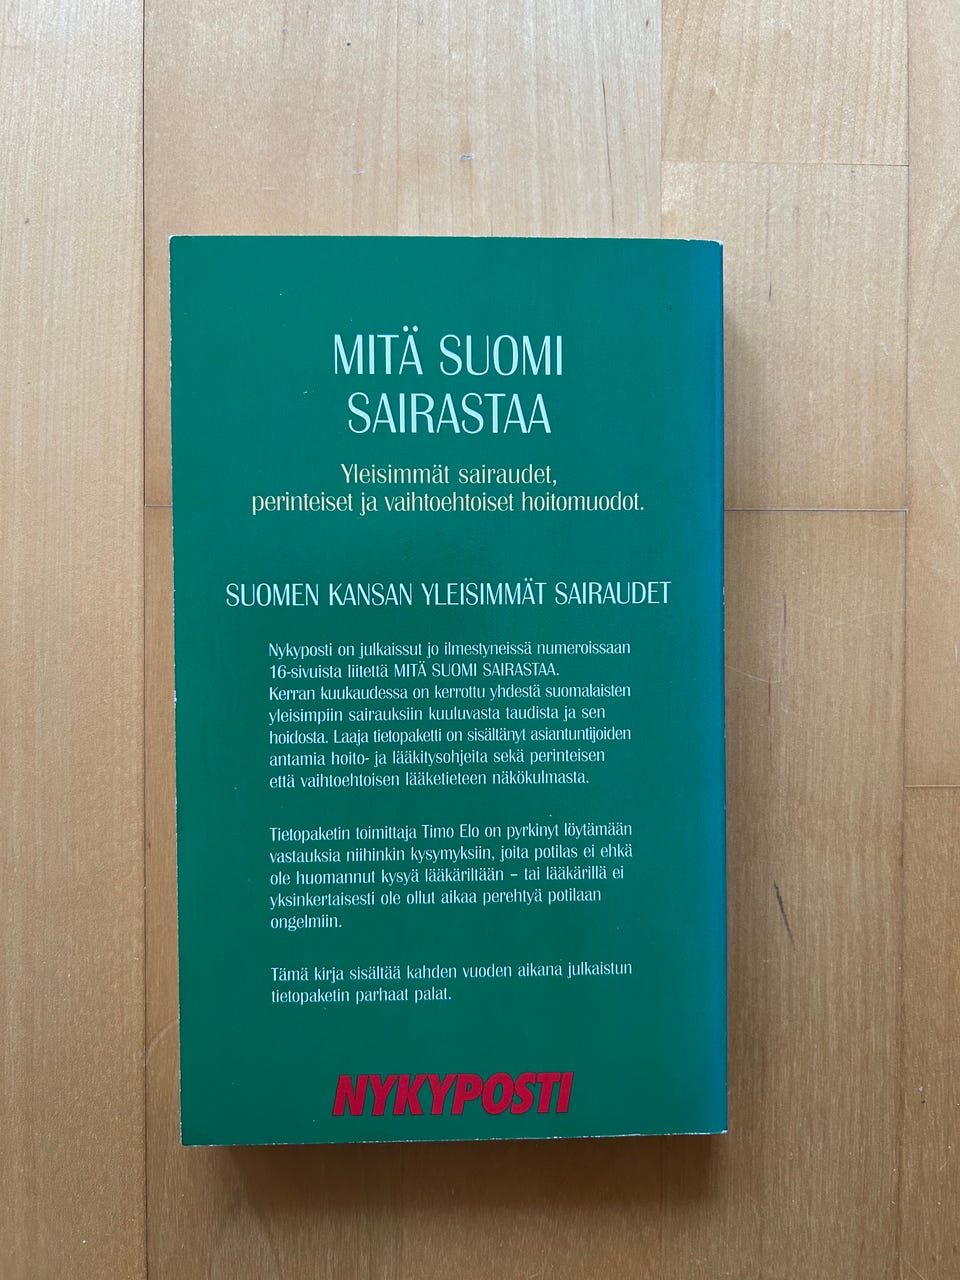 MITÄ SUOMI
SAIRASTAA
Yleisimmät sairaudet,
perinteiset ja vaihtoehtoiset hoitomuodot.
SUOMEN KANSAN YLEISIMMÄT SAIRAUDET
Nykyposti on julkaissut jo ilmestyneissä numeroissaan
16-sivuista liitettä MITÄ SUOMI SAIRASTAA.
Kerran kuukaudessa on kerrottu yhdestä suomalaisten
yleisimpiin sairauksiin kuuluvasta taudista ja sen
hoidosta. Laaja tietopaketti on sisältänyt asiantuntijoiden
antamia hoito- ja lääkitysohjeita sekä perinteisen
että vaihtoehtoisen lääketieteen näkökulmasta.
Tietopaketin toimittaja Timo Elo on pyrkinyt löytämään
vastauksia niihinkin kysymyksiin, joita potilas ei ehkä
ole huomannut kysyä lääkäriltään – tai lääkärillä ei
yksinkertaisesti ole ollut aikaa perehtyä potilaan
ongelmiin.
Tämä kirja sisältää kahden vuoden aikana julkaistun
tietopaketin parhaat palat.
NYKYPOSTI